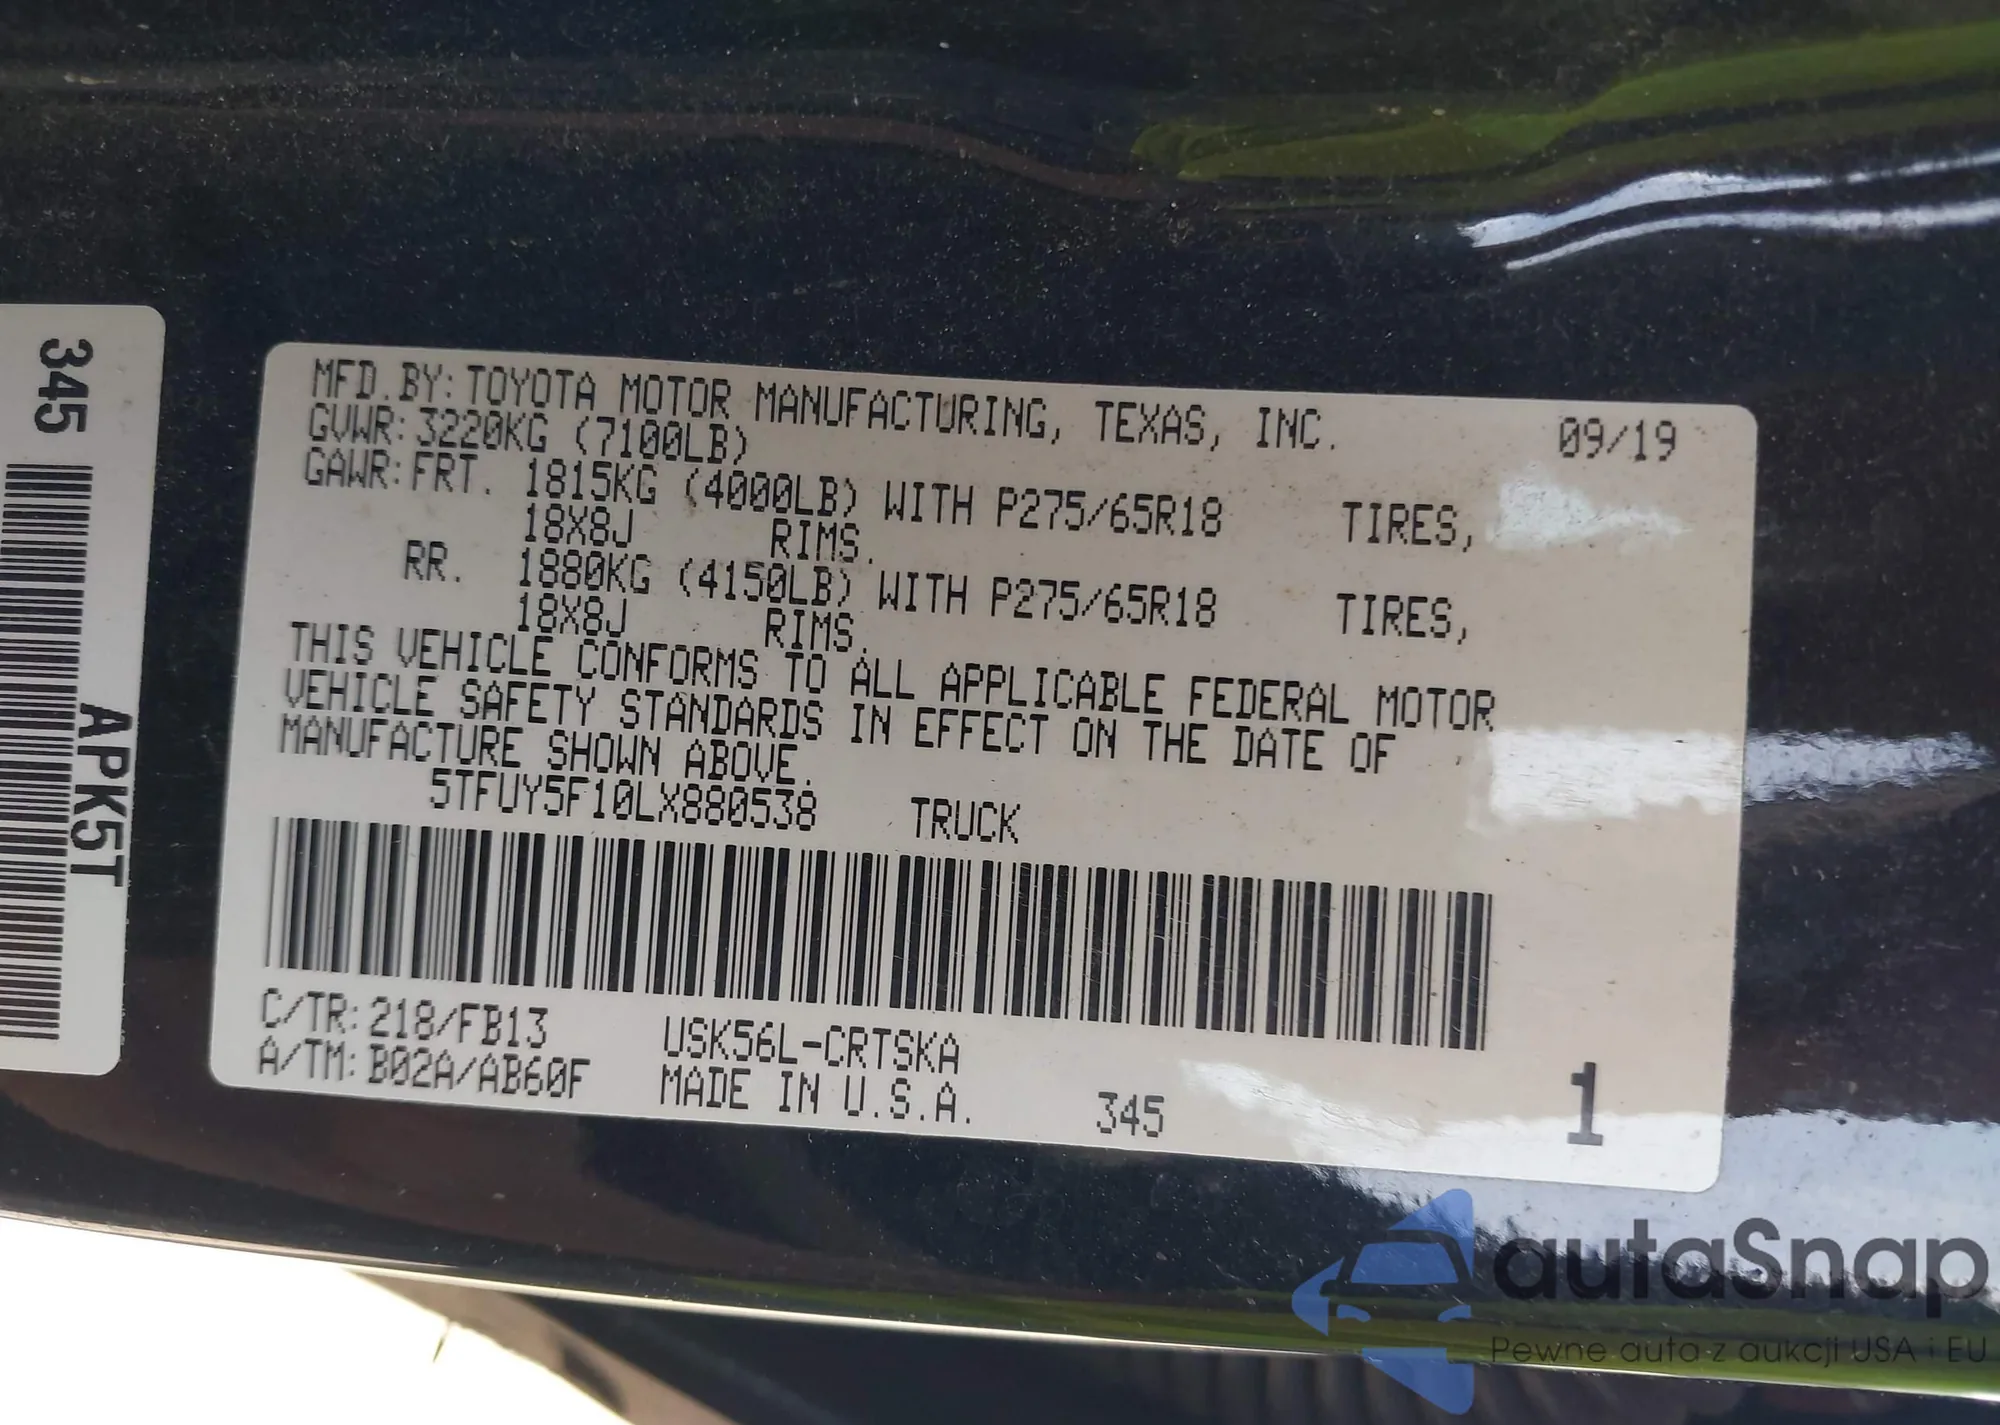 345
APK5T
MFD.BY: TOYOTA MOTOR MANUFACTURING, TEXAS, INC. 09/19
GVWR: 3220KG (7100LB)
GAWR: FRT. 1815KG (4000LB) WITH P275/65R18 TIRES,
18X8J RIMS.
RR. 1880KG (4150LB) WITH P275/65R18 TIRES,
18X8J RIMS.
THIS VEHICLE CONFORMS TO ALL APPLICABLE FEDERAL MOTOR
VEHICLE SAFETY STANDARDS IN EFFECT ON THE DATE OF
MANUFACTURE SHOWN ABOVE.
5TFUY5F10LX880538 TRUCK
C/TR: 218/FB13 USK56L-CRTSKA
A/TM: B02A/AB60F MADE IN U.S.A. 345 1
autaSnap
Pewne auta z aukcji USA i EU